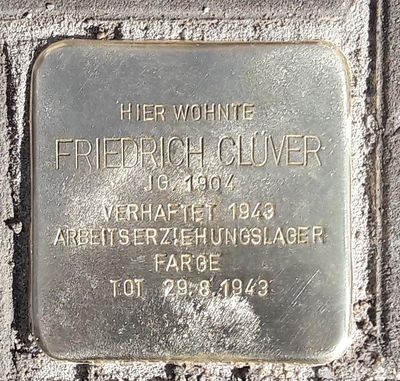 HIER WOHNTE
FRIEDRICH CLÜVER
JG. 1904
VERHAFTET 1943
ARBEITSERZIEHUNGSLAGER
FARGE
TOT 29.8.1943